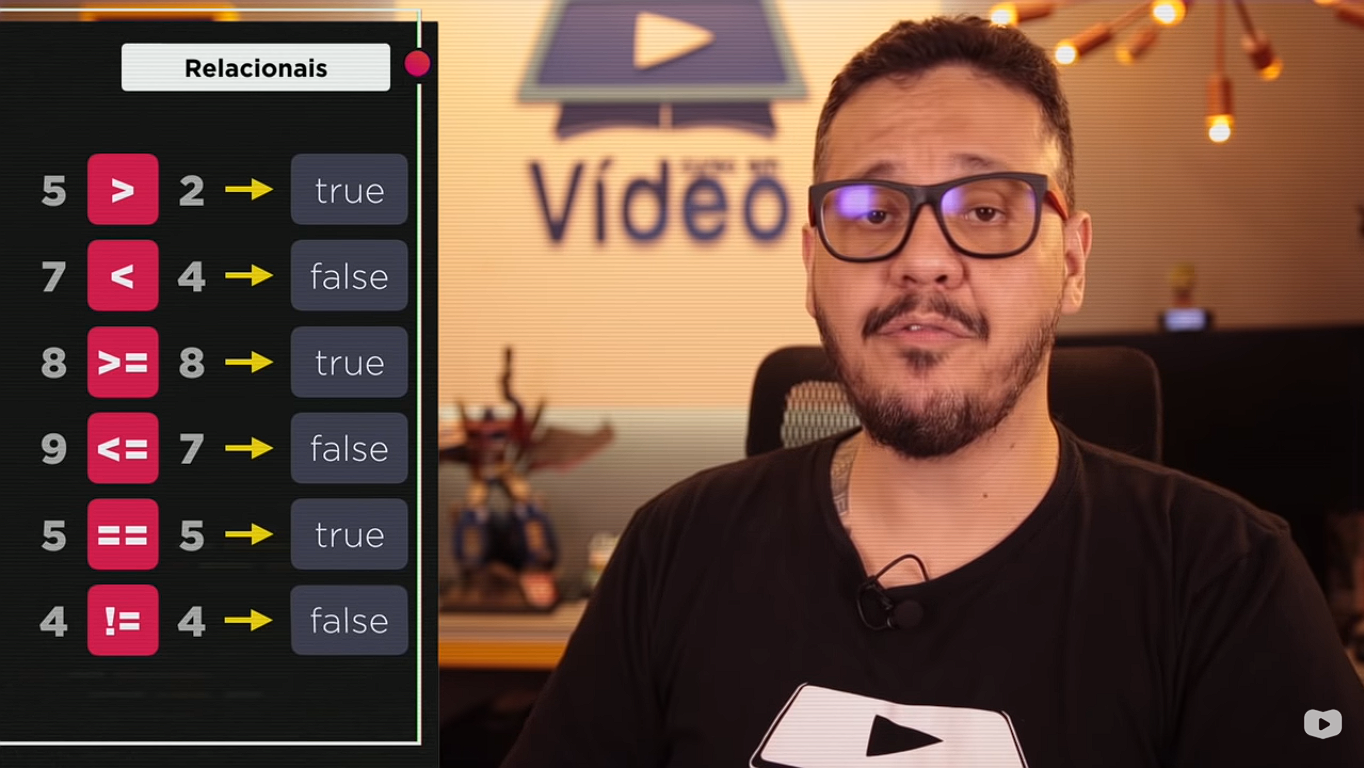 Relacionais
5 > 2 → true
7 < 4 → false
8 >= 8 → true
9 <= 7 → false
5 == 5 → true
4 != 4 → false
Vídeo